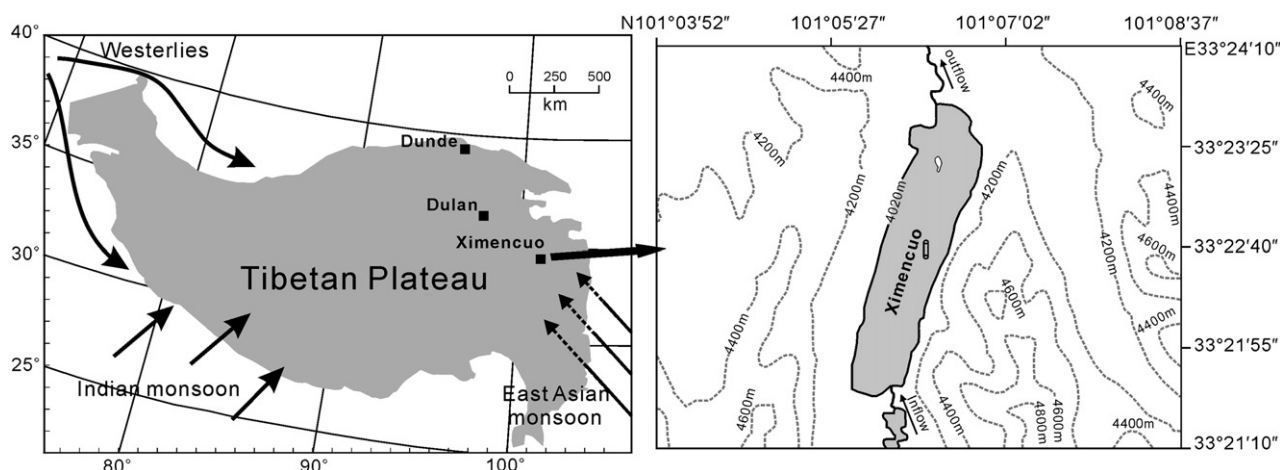 40°
35°
30°
25°
80°
90°
100°
Westerlies
0 250 500
km
Dunde
Dulan
Ximencuo
Tibetan Plateau
Indian monsoon
East Asian
monsoon
N101°03′52″ 101°05′27″ 101°07′02″ 101°08′37″
E33°24′10″
33°23′25″
33°22′40″
33°21′55″
33°21′10″
outflow
4400m
4400m
4200m
4200m
4020m
4200m
4400m
4200m
4600m
Ximencuo
4600m
4400m
4400m
4600m
Inflow
4400m
4800m
4600m
4400m